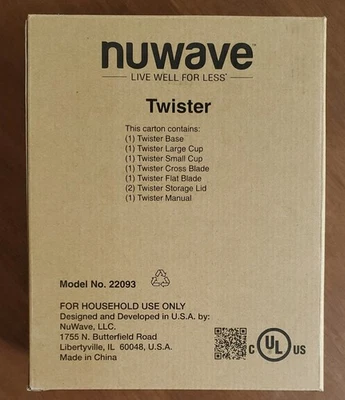 nuwave™
LIVE WELL FOR LESS®
Twister
This carton contains:
(1) Twister Base
(1) Twister Large Cup
(1) Twister Small Cup
(1) Twister Cross Blade
(1) Twister Flat Blade
(2) Twister Storage Lid
(1) Twister Manual
Model No. 22093
FOR HOUSEHOLD USE ONLY
Designed and Developed in U.S.A. by:
NuWave, LLC.
1755 N. Butterfield Road
Libertyville, IL 60048, U.S.A.
Made in China
C UL US